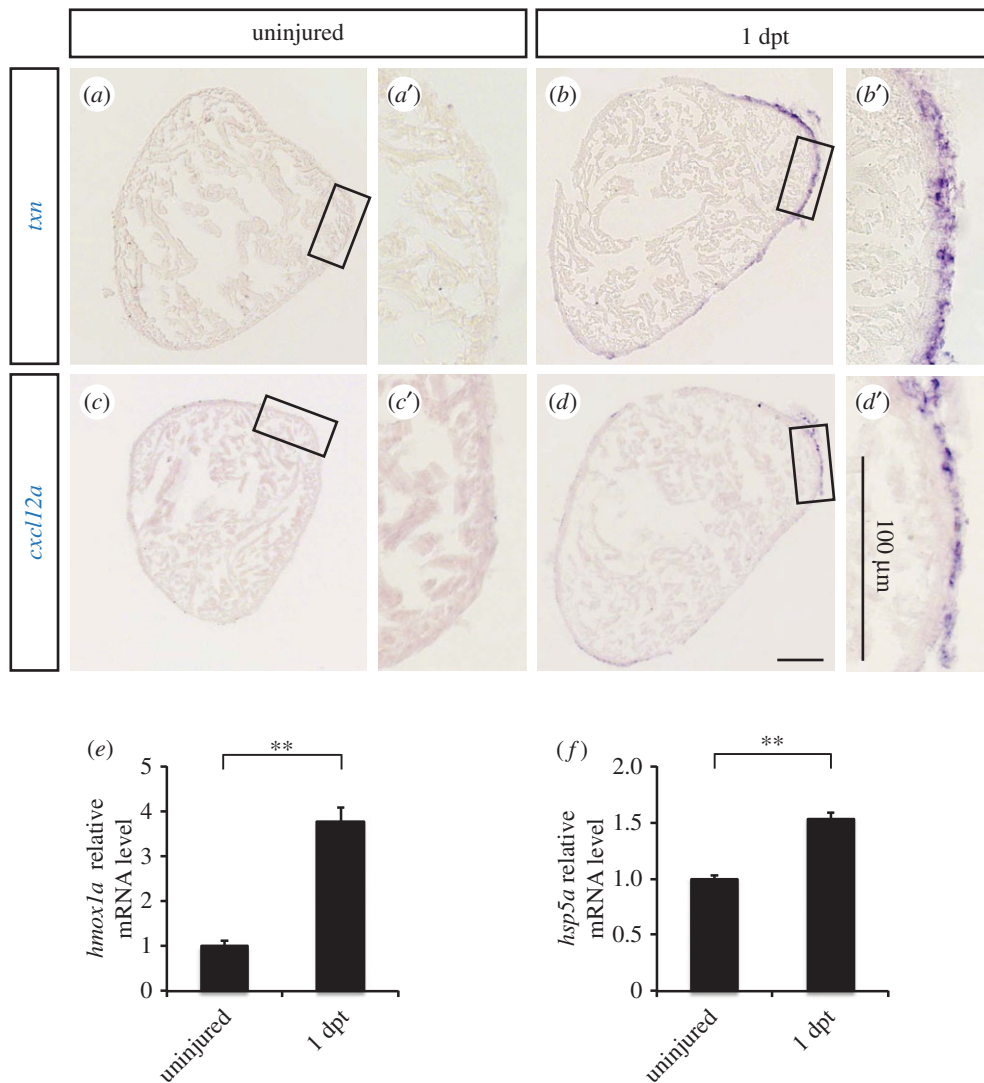 uninjured
1 dpt
txn
(a)
(a′)
(b)
(b′)
cxcl12a
(c)
(c′)
(d)
(d′)
100 µm
(e)
**
hmox1a relative
mRNA level
5
4
3
2
1
0
uninjured
1 dpt
(f)
**
hsp5a relative
mRNA level
2.0
1.5
1.0
0.5
0
uninjured
1 dpt